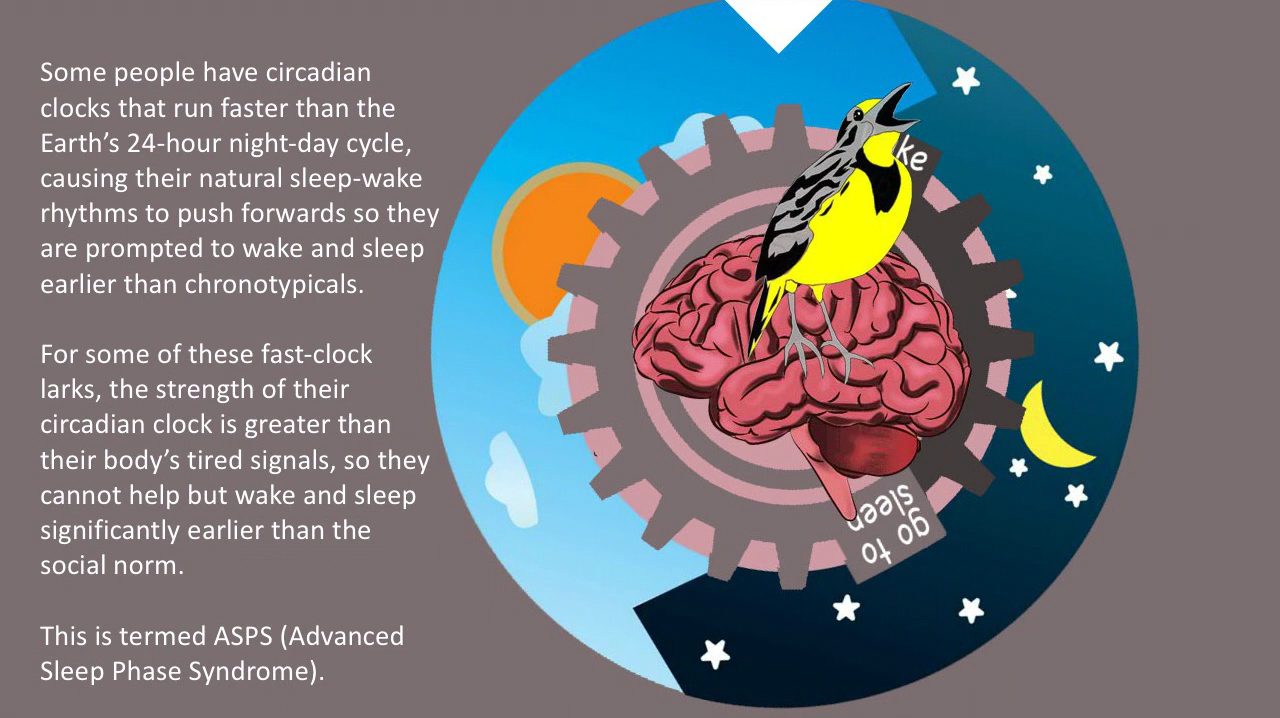 Some people have circadian
clocks that run faster than the
Earth’s 24-hour night-day cycle,
causing their natural sleep-wake
rhythms to push forwards so they
are prompted to wake and sleep
earlier than chronotypicals.
For some of these fast-clock
larks, the strength of their
circadian clock is greater than
their body’s tired signals, so they
cannot help but wake and sleep
significantly earlier than the
social norm.
This is termed ASPS (Advanced
Sleep Phase Syndrome).
ke
go to
sleep